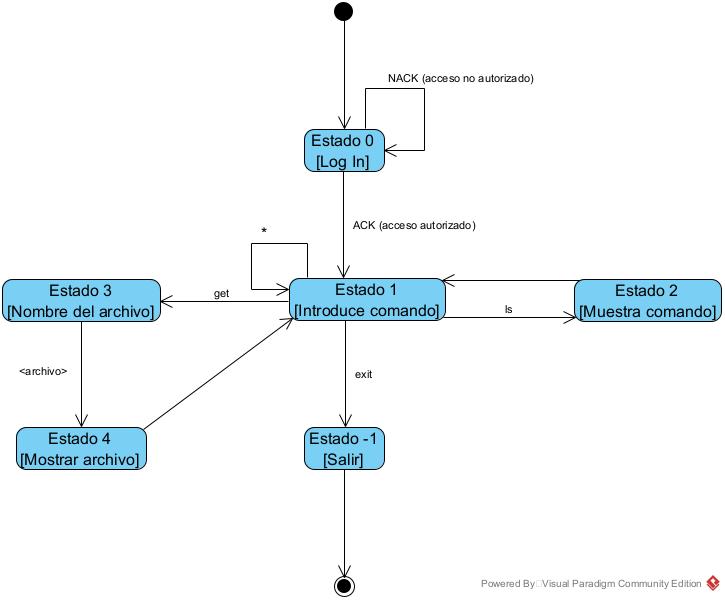 NACK (acceso no autorizado)
Estado 0
[Log In]
ACK (acceso autorizado)
*
Estado 1
[Introduce comando]
Estado 3
[Nombre del archivo]
get
Estado 2
[Muestra comando]
ls
<archivo>
exit
Estado 4
[Mostrar archivo]
Estado -1
[Salir]
Powered By Visual Paradigm Community Edition